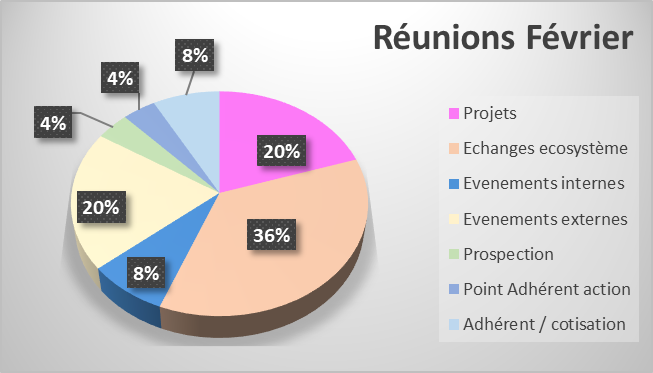 Réunions Février
8%
4%
4%
20%
20%
36%
8%
Projets
Echanges ecosystème
Evenements internes
Evenements externes
Prospection
Point Adhérent action
Adhérent / cotisation